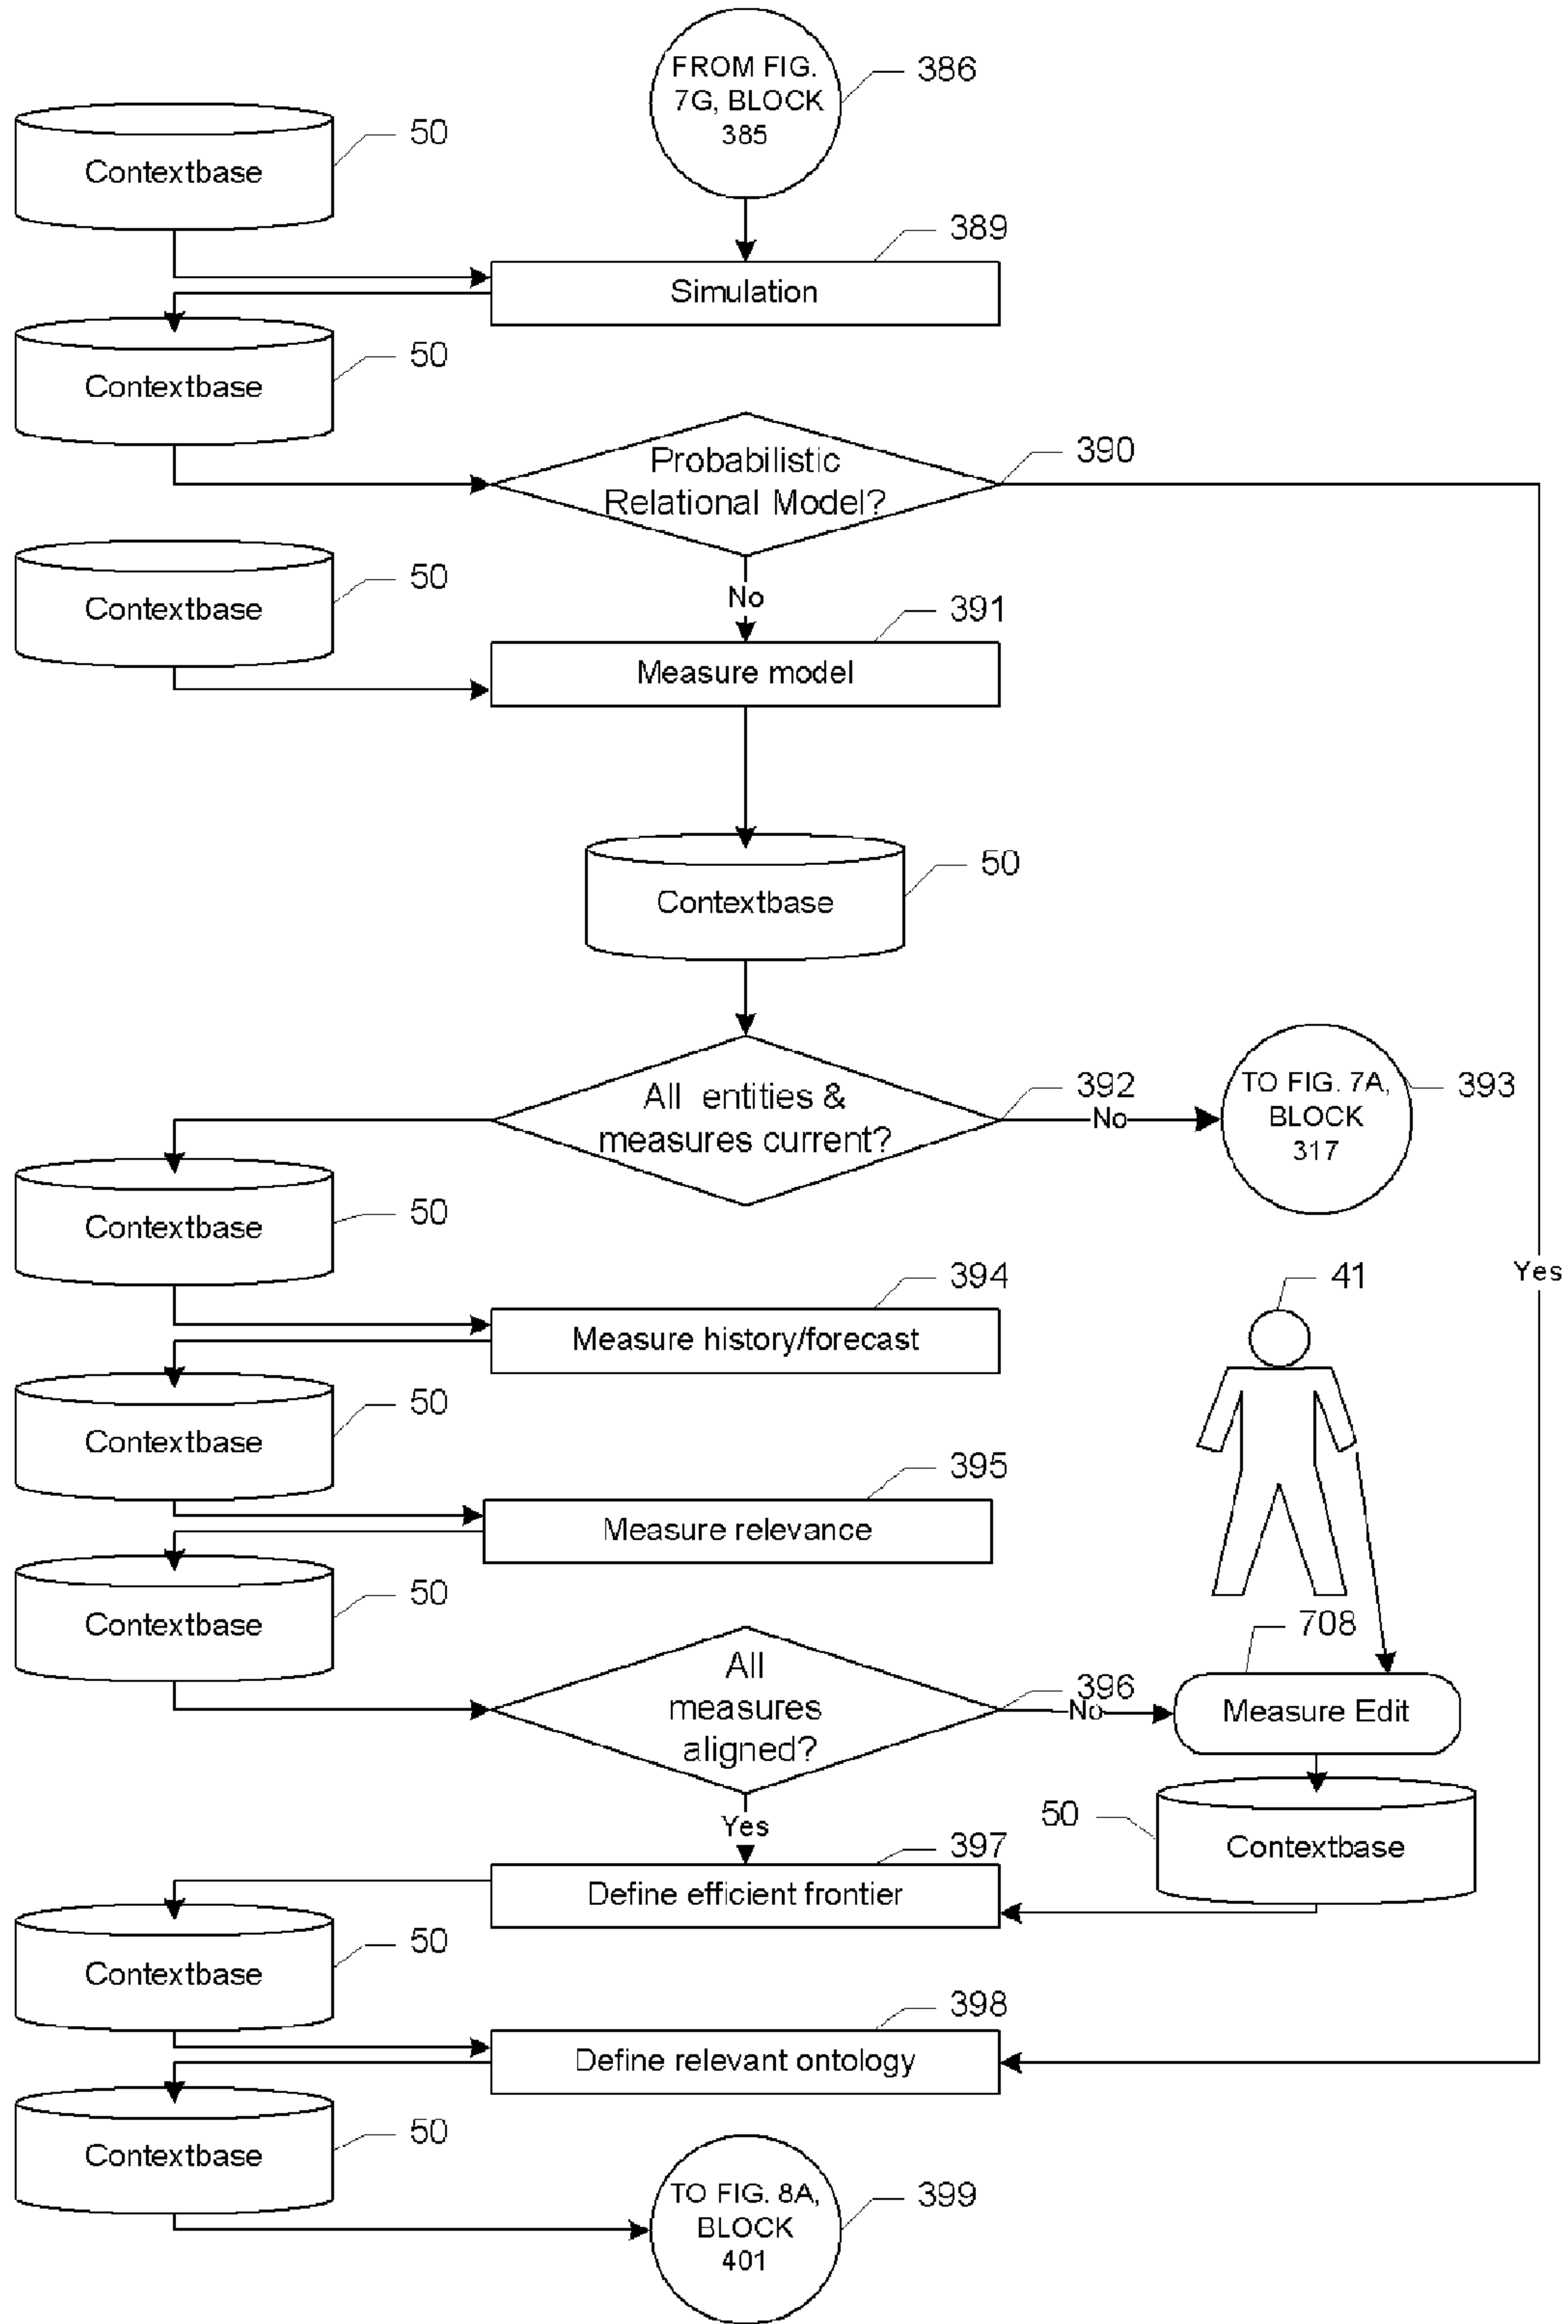 FROM FIG.
7G, BLOCK
385
386
50
Contextbase
389
Simulation
50
Contextbase
Probabilistic
Relational Model?
390
50
Contextbase
No
391
Measure model
50
Contextbase
All entities &
measures current?
392
No
TO FIG. 7A,
BLOCK
317
393
50
Contextbase
Yes
394
Measure history/forecast
41
50
Contextbase
395
Measure relevance
50
Contextbase
708
All
measures
aligned?
396
No
Measure Edit
Yes
50
Contextbase
397
Define efficient frontier
50
Contextbase
398
Define relevant ontology
50
Contextbase
TO FIG. 8A,
BLOCK
401
399